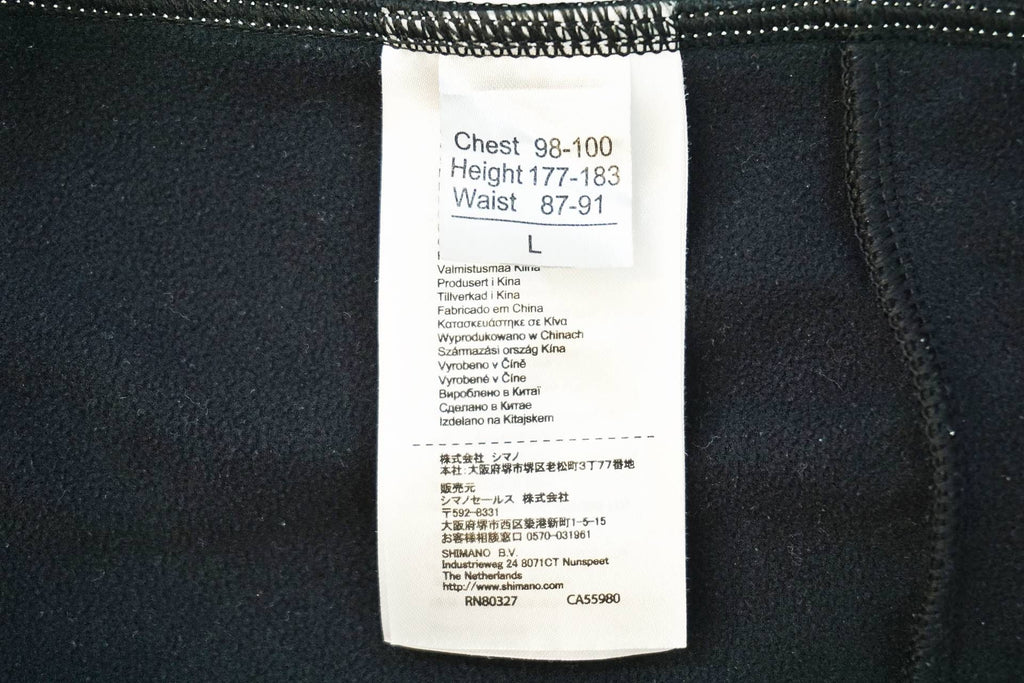 Chest 98-100
Height 177-183
Waist 87-91
L
Valmistusmaa Kiina
Produsert i Kina
Tillverkad i Kina
Fabricado em China
Κατασκευάστηκε σε Κίνα
Wyprodukowano w Chinach
Származási ország Kína
Vyrobeno v Číně
Vyrobené v Číne
Вироблено в Китаї
Сделано в Китае
Izdelano na Kitajskem
株式会社 シマノ
本社:大阪府堺市堺区老松町3丁77番地
販売元
シマノセールス 株式会社
〒592-8331
大阪府堺市西区築港新町1-5-15
お客様相談窓口 0570-031961
SHIMANO B.V.
Industrieweg 24 8071CT Nunspeet
The Netherlands
http://www.shimano.com
RN80327 CA55980